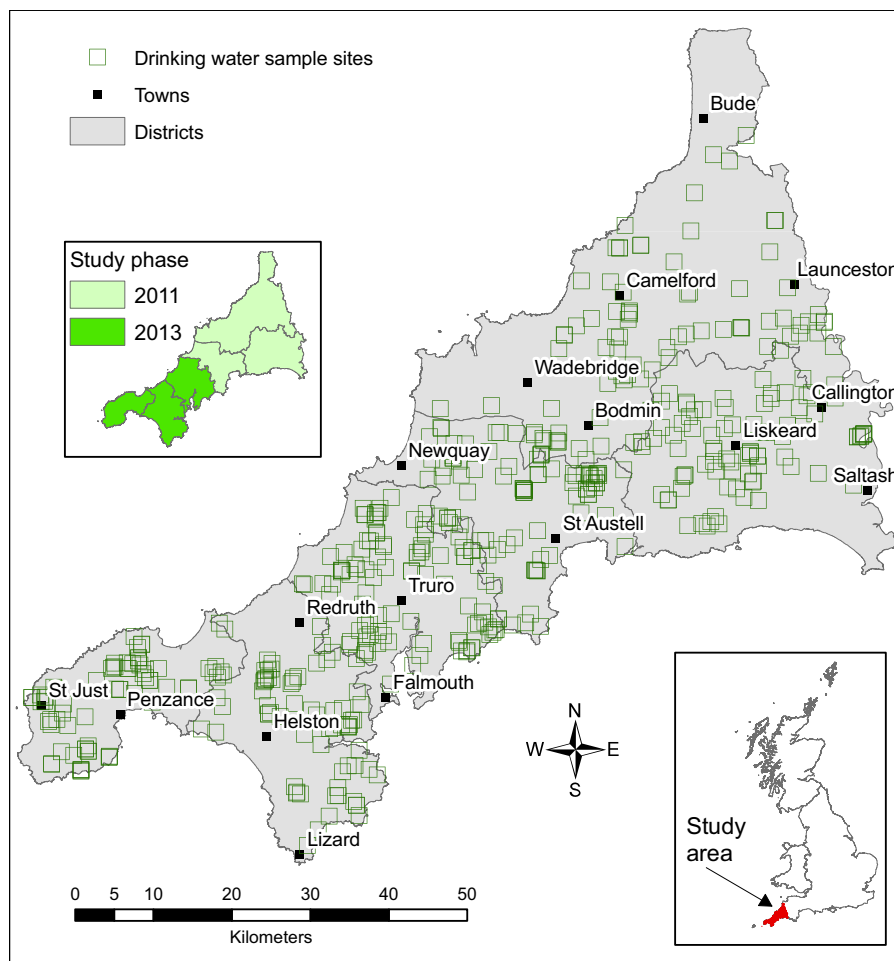 Drinking water sample sites
Towns
Districts
Bude
Study phase
2011
2013
Launceston
Camelford
Wadebridge
Callington
Bodmin
Liskeard
Newquay
Saltash
St Austell
Truro
Redruth
St Just
Penzance
Falmouth
Helston
N
W E
S
Lizard
Study
area
0 5 10 20 30 40 50
Kilometers